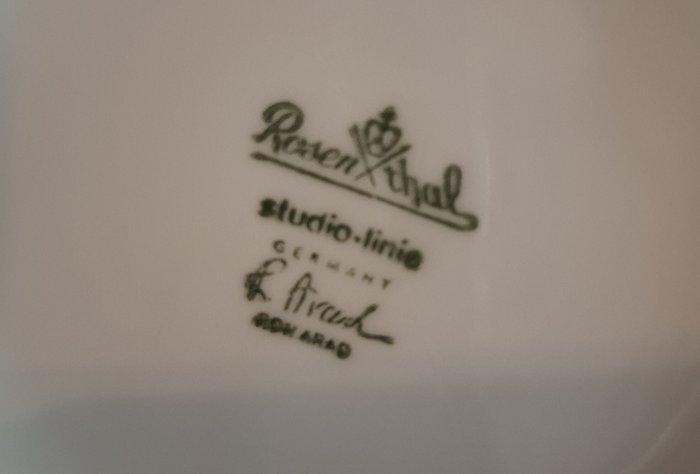 Rosenthal
studio-linie
GERMANY
R. Arad
RON ARAD